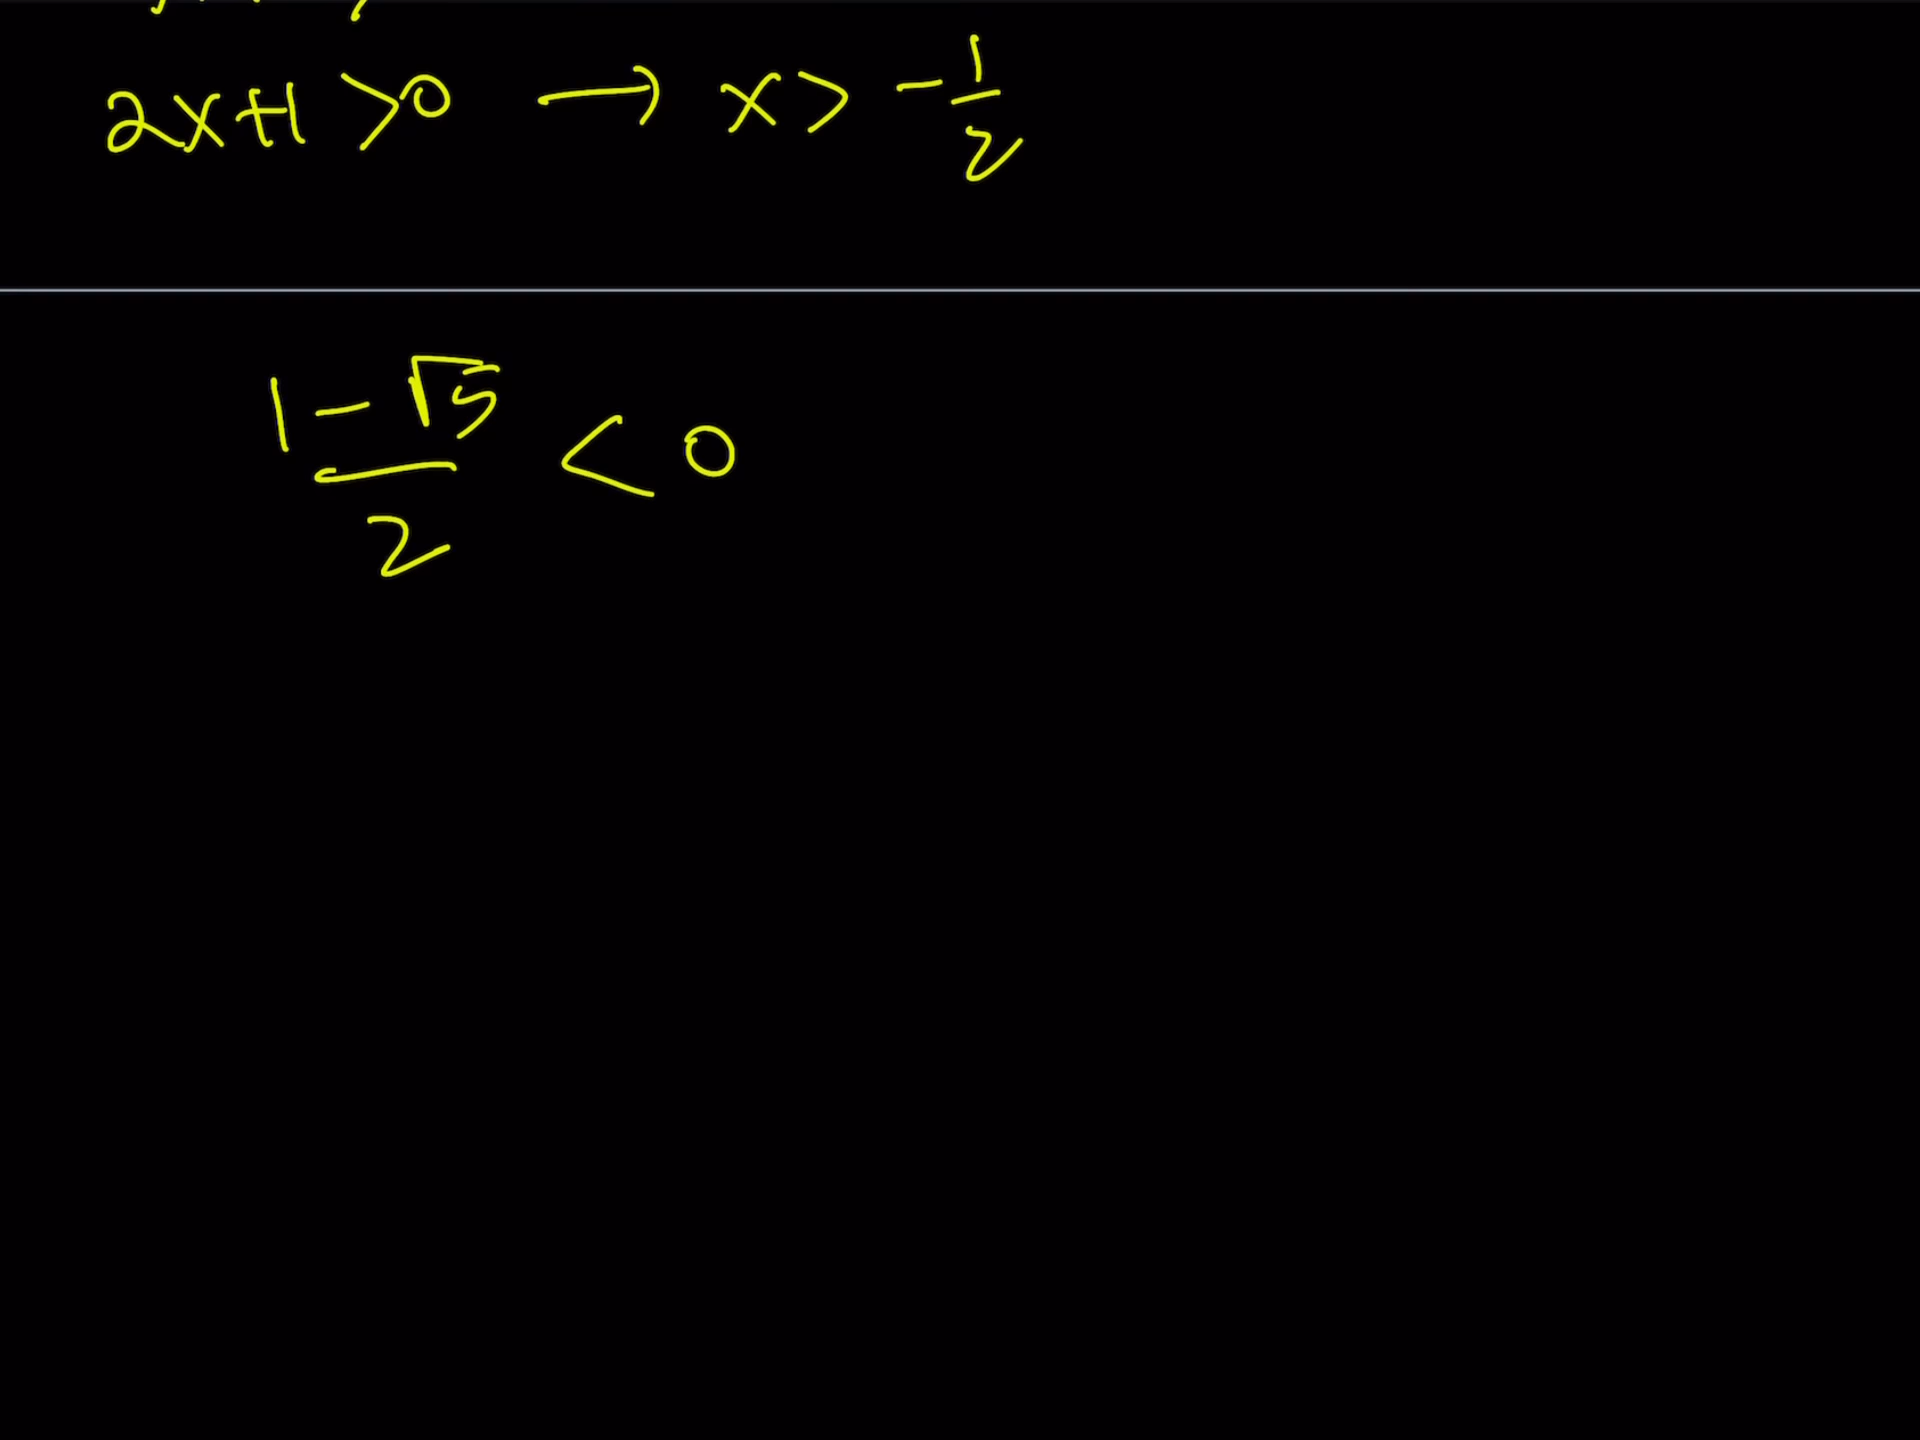 2x+1 >0 → x > -1/2
(1-√5)/2 < 0